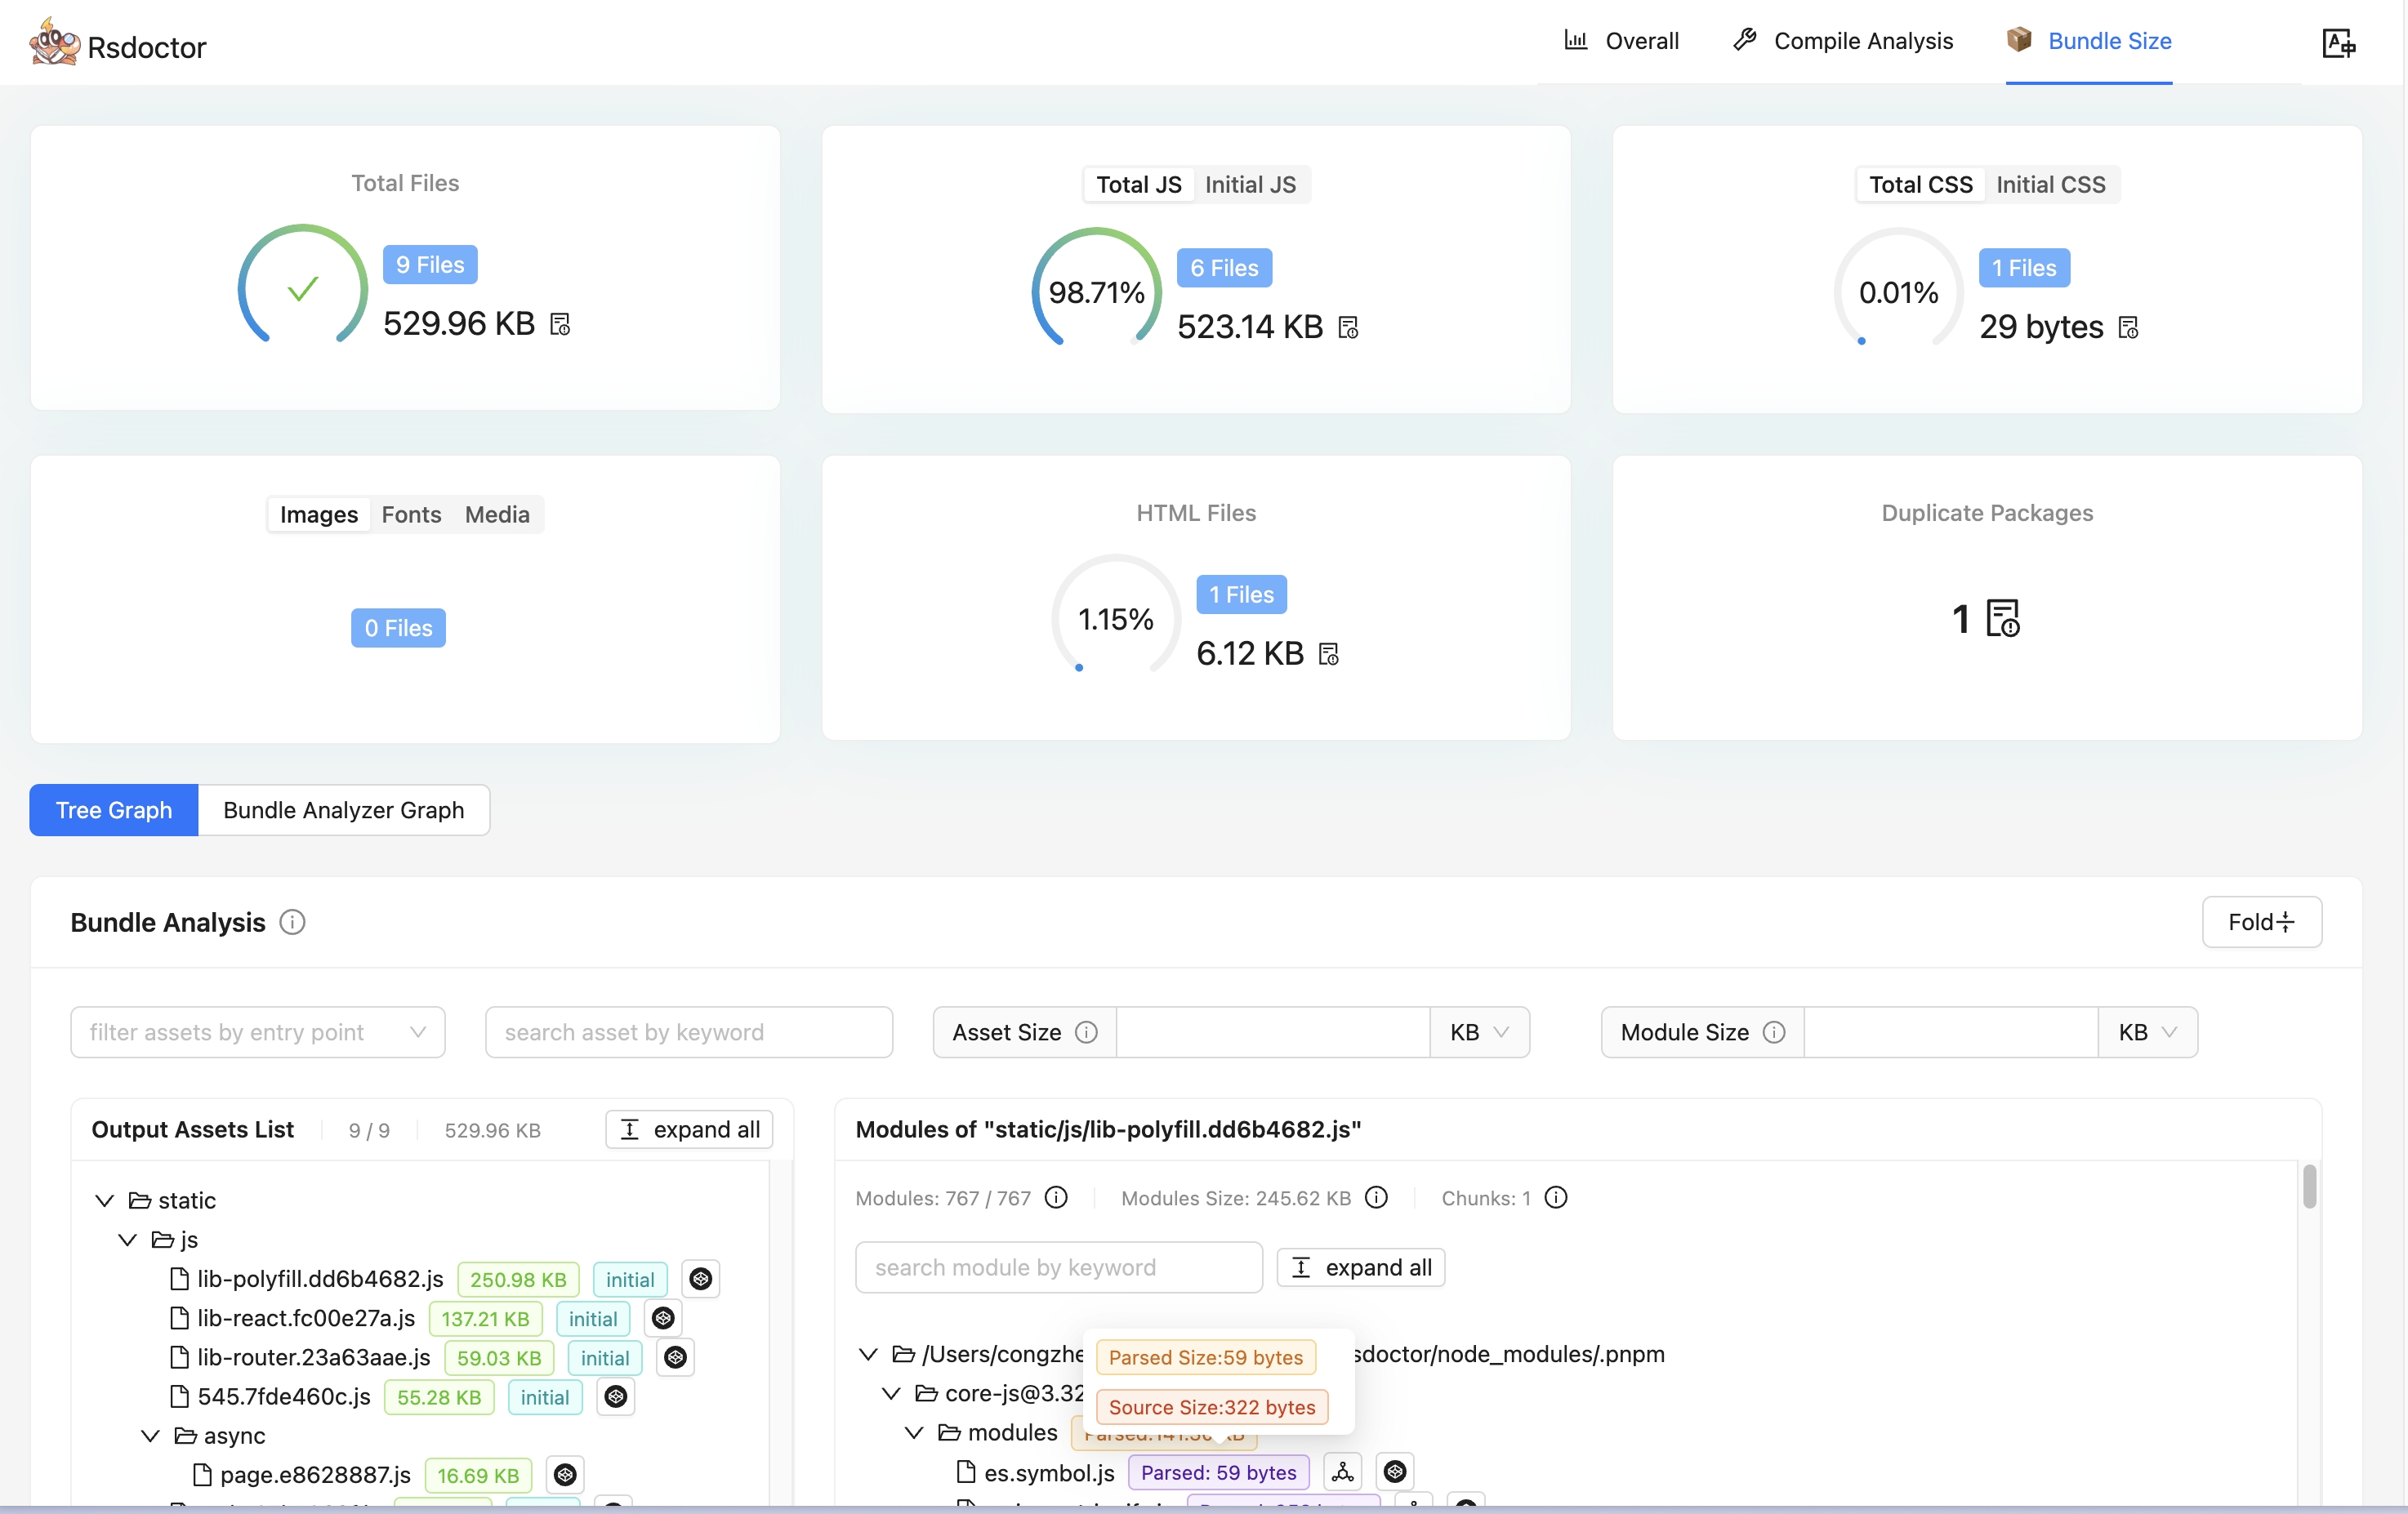 Rsdoctor
Overall
Compile Analysis
Bundle Size
Total Files
9 Files
529.96 KB
Total JS Initial JS
98.71%
6 Files
523.14 KB
Total CSS Initial CSS
0.01%
1 Files
29 bytes
Images Fonts Media
0 Files
HTML Files
1.15%
1 Files
6.12 KB
Duplicate Packages
1
Tree Graph
Bundle Analyzer Graph
Bundle Analysis
Fold
filter assets by entry point
search asset by keyword
Asset Size
KB
Module Size
KB
Output Assets List 9 / 9 529.96 KB expand all
static
js
lib-polyfill.dd6b4682.js 250.98 KB initial
lib-react.fc00e27a.js 137.21 KB initial
lib-router.23a63aae.js 59.03 KB initial
545.7fde460c.js 55.28 KB initial
async
page.e8628887.js 16.69 KB
Modules of "static/js/lib-polyfill.dd6b4682.js"
Modules: 767 / 767 Modules Size: 245.62 KB Chunks: 1
search module by keyword
expand all
/Users/congzhe sdoctor/node_modules/.pnpm
Parsed Size:59 bytes
core-js@3.32
Source Size:322 bytes
modules
es.symbol.js Parsed: 59 bytes